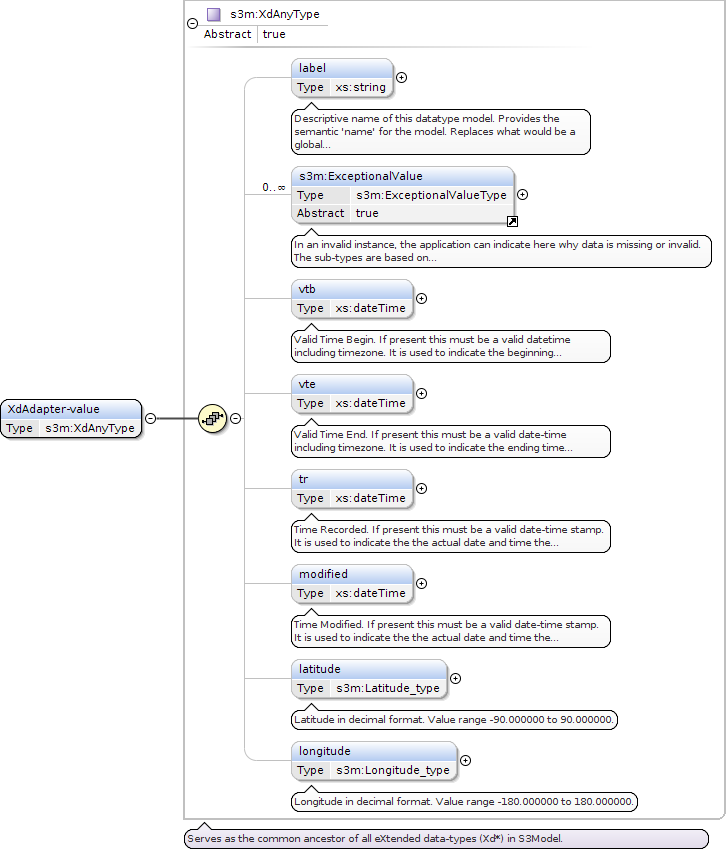 s3m:XdAnyType
Abstract true
label
Type xs:string
Descriptive name of this datatype model. Provides the
semantic 'name' for the model. Replaces what would be a
global...
0..∞
s3m:ExceptionalValue
Type s3m:ExceptionalValueType
Abstract true
In an invalid instance, the application can indicate here why data is missing or invalid.
The sub-types are based on...
vtb
Type xs:dateTime
Valid Time Begin. If present this must be a valid datetime
including timezone. It is used to indicate the beginning...
vte
Type xs:dateTime
Valid Time End. If present this must be a valid date-time
including timezone. It is used to indicate the ending time...
XdAdapter-value
Type s3m:XdAnyType
tr
Type xs:dateTime
Time Recorded. If present this must be a valid date-time stamp.
It is used to indicate the the actual date and time the...
modified
Type xs:dateTime
Time Modified. If present this must be a valid date-time stamp.
It is used to indicate the the actual date and time the...
latitude
Type s3m:Latitude_type
Latitude in decimal format. Value range -90.000000 to 90.000000.
longitude
Type s3m:Longitude_type
Longitude in decimal format. Value range -180.000000 to 180.000000.
Serves as the common ancestor of all eXtended data-types (Xd*) in S3Model.